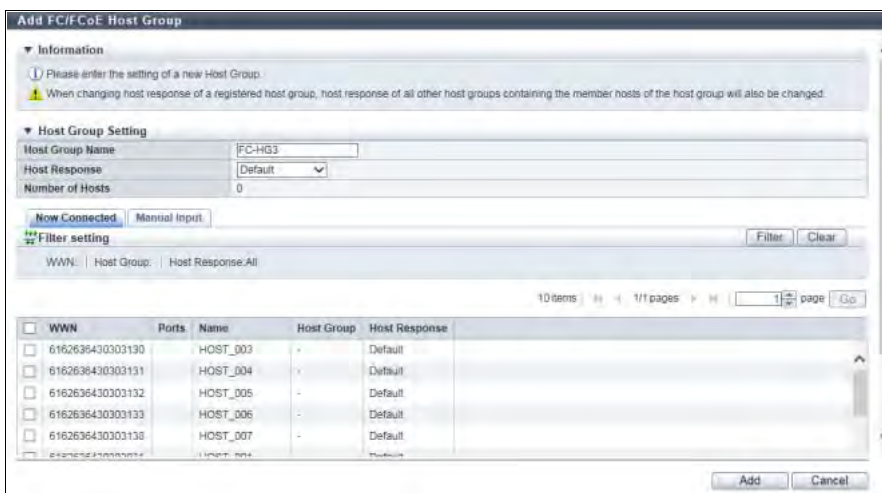 Add FC/FCoE Host Group
Information
Please enter the setting of a new Host Group.
When changing host response of a registered host group, host response of all other host groups containing the member hosts of the host group will also be changed.
Host Group Setting
Host Group Name FC-HG3
Host Response Default
Number of Hosts 0
Now Connected Manual Input
Filter setting Filter Clear
WWN: Host Group: Host Response:All
10 items 1/1 pages 1 page Go
WWN Ports Name Host Group Host Response
6162636430303130 HOST_003 - Default
6162636430303131 HOST_004 - Default
6162636430303132 HOST_005 - Default
6162636430303133 HOST_006 - Default
6162636430303138 HOST_007 - Default
Add Cancel